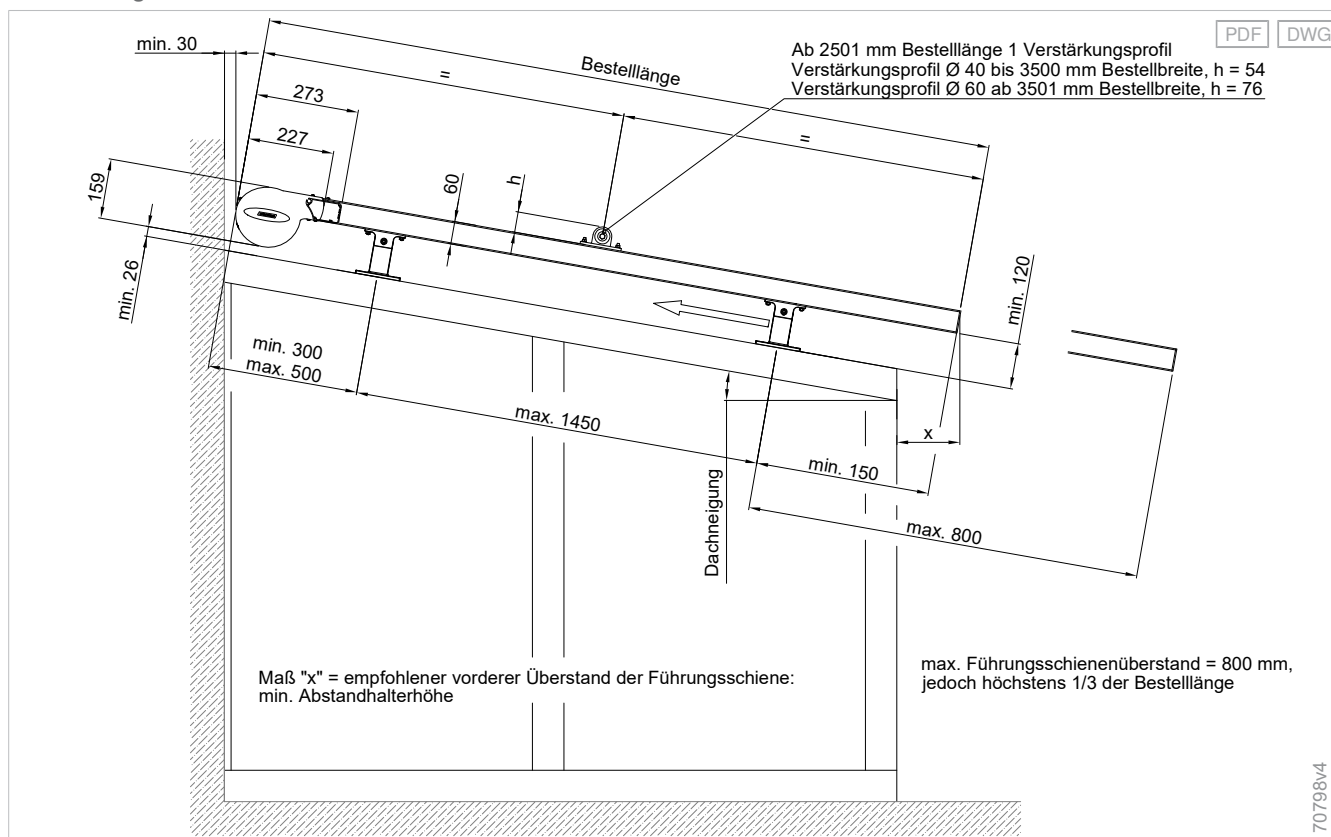 PDF DWG
min. 30
Bestelllänge
Ab 2501 mm Bestelllänge 1 Verstärkungsprofil
Verstärkungsprofil Ø 40 bis 3500 mm Bestellbreite, h = 54
Verstärkungsprofil Ø 60 ab 3501 mm Bestellbreite, h = 76
=
=
273
227
159
60
h
min. 26
min. 120
min. 300
max. 500
max. 1450
x
min. 150
max. 800
Dachneigung
Maß "x" = empfohlener vorderer Überstand der Führungsschiene:
min. Abstandhalterhöhe
max. Führungsschienenüberstand = 800 mm,
jedoch höchstens 1/3 der Bestelllänge
70798v4